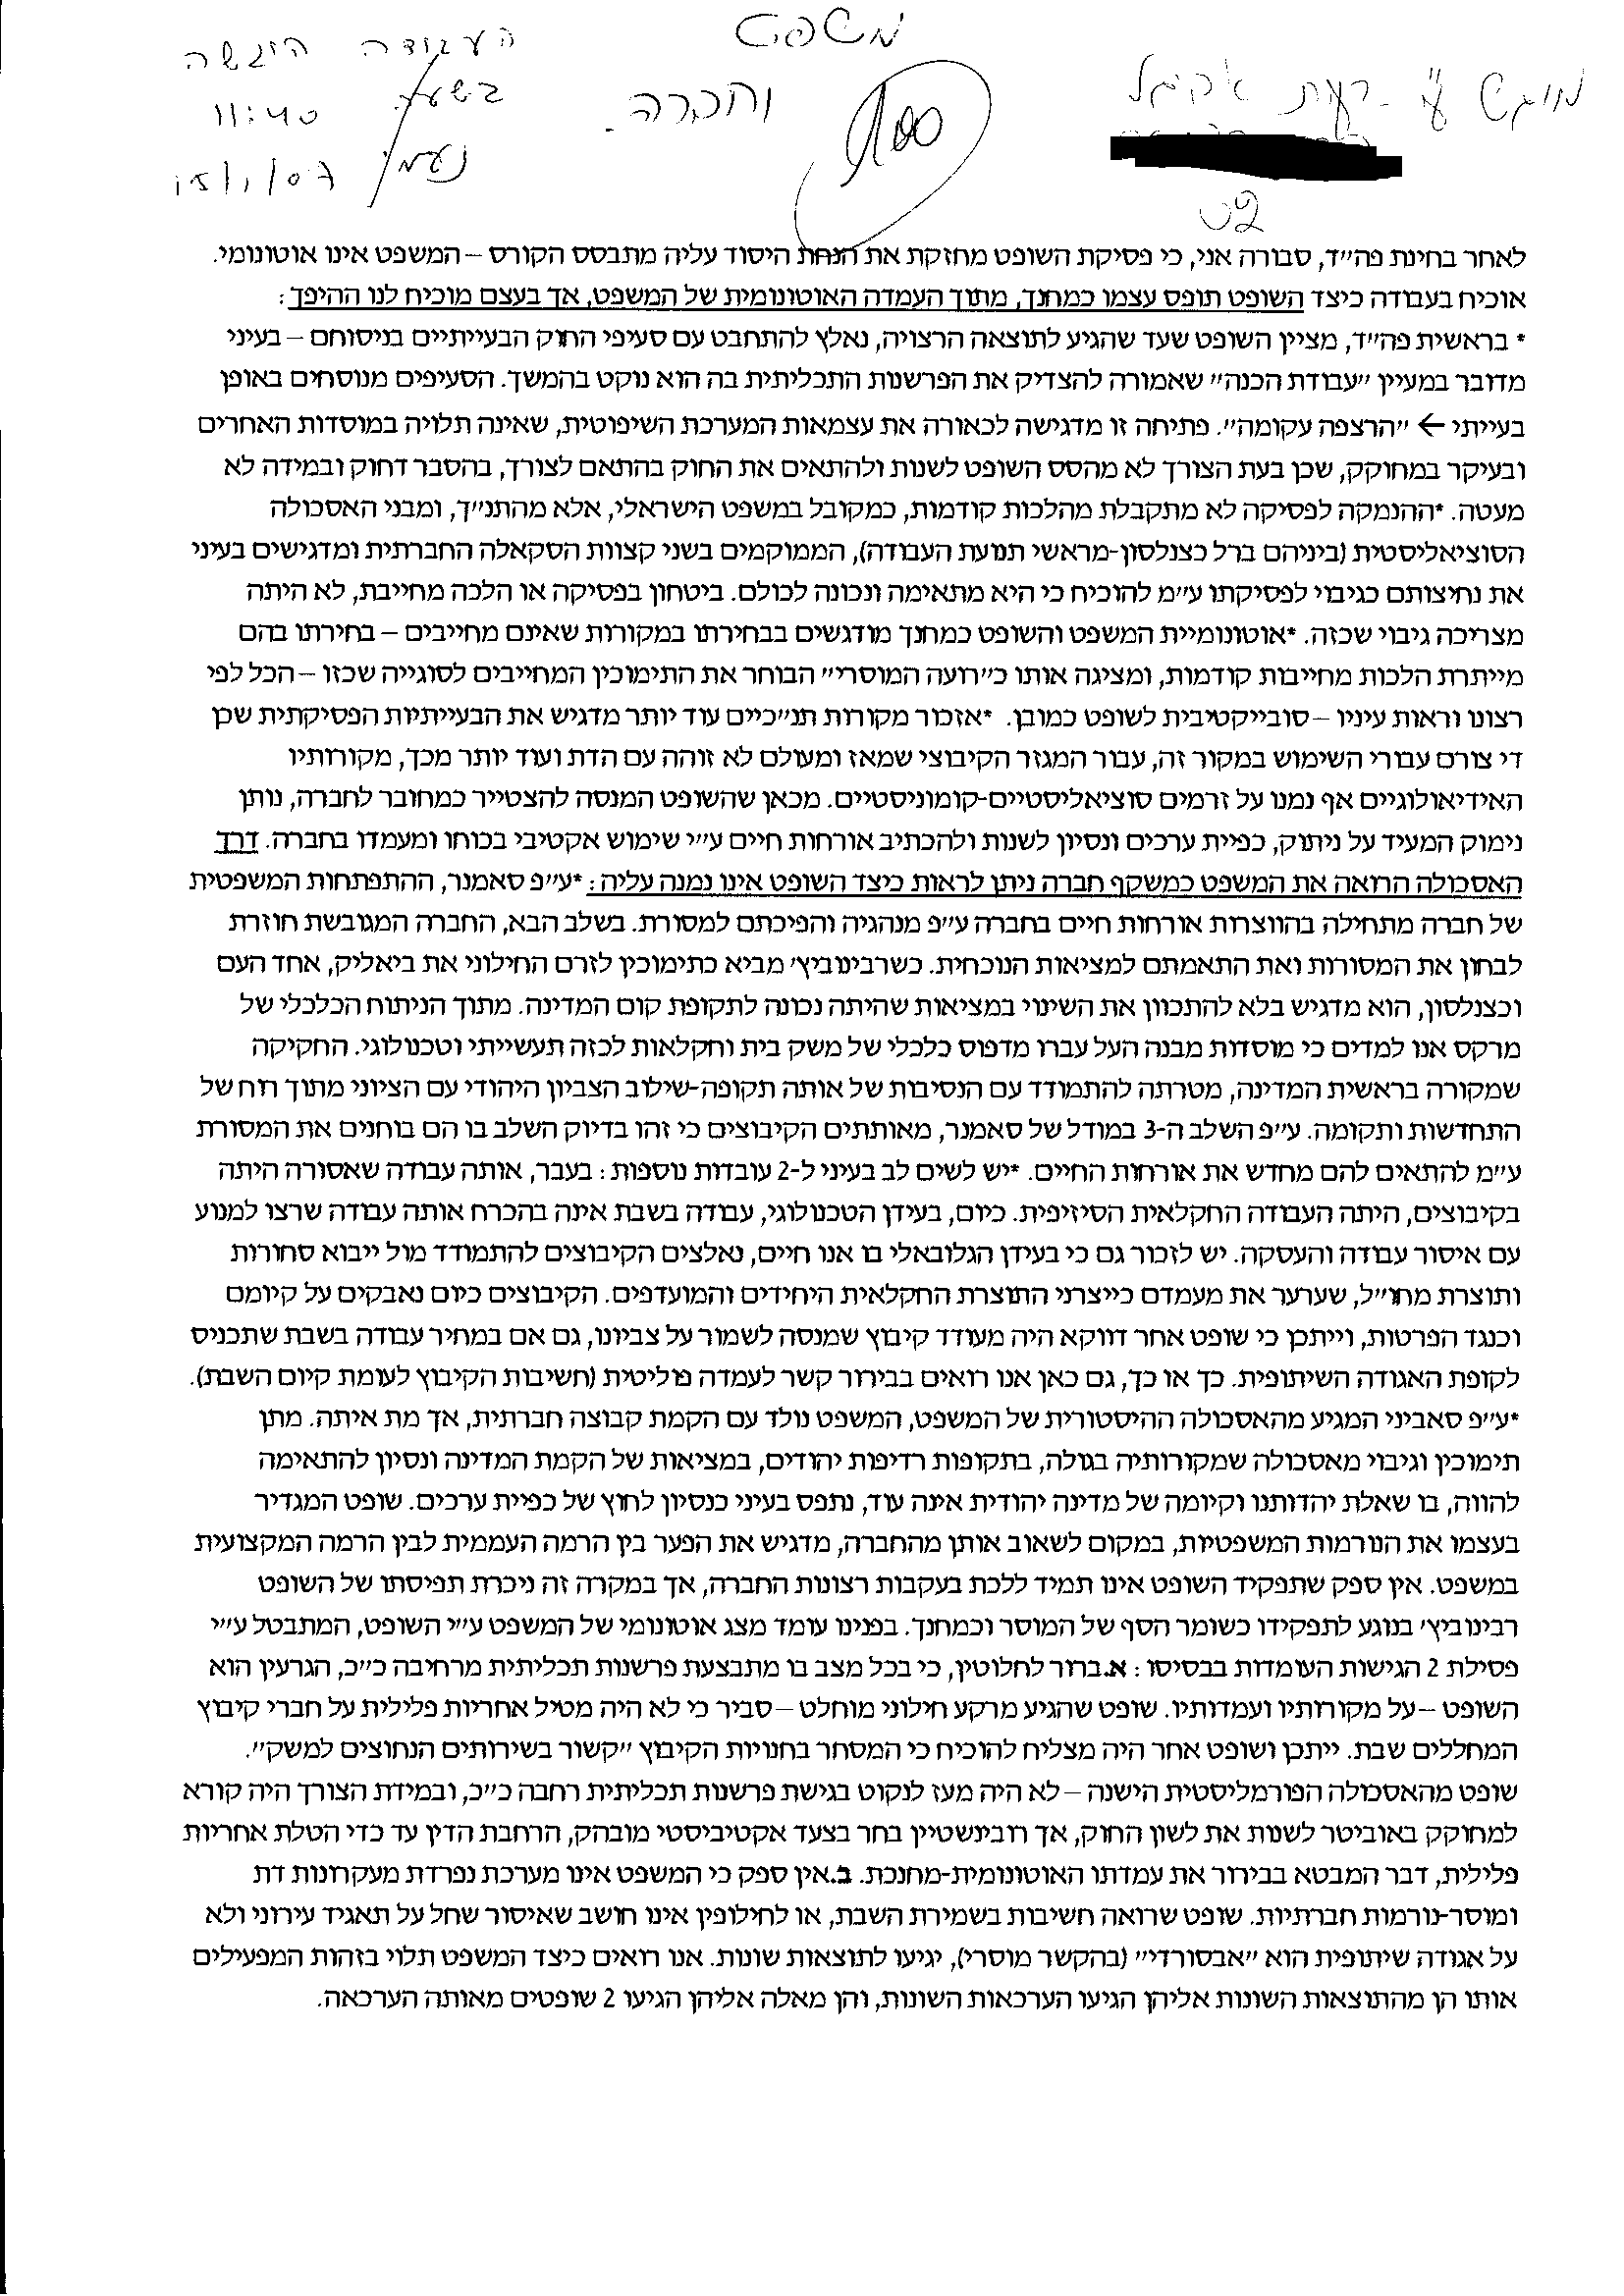 משפט
וחברה.
העבודה הוגשה
בשעה
11:40
נעמי
15/1/07
מוגש ע"י רעות אביגל
100
לאחר בחינת פה"ד, סבורה אני, כי פסיקת השופט מחזקת את הנחת היסוד עליה מתבסס הקורס – המשפט אינו אוטונומי.
אוכיח בעבודה כיצד השופט תופס עצמו כמחנך, מתוך העמדה האוטונומית של המשפט, אך בעצם מוכיח לנו ההיפך:
* בראשית פה"ד, מציין השופט שעד שהגיע לתוצאה הרצויה, נאלץ להתחבט עם סעיפי החוק הבעייתיים בניסוחם – בעיני
מדובר במעיין "עבודת הכנה" שאמורה להצדיק את הפרשנות התכליתית בה הוא נוקט בהמשך. הסעיפים מנוסחים באופן
בעייתי ← "הרצפה עקומה". פתיחה זו מדגישה לכאורה את עצמאות המערכת השיפוטית, שאינה תלויה במוסדות האחרים
ובעיקר במחוקק, שכן בעת הצורך לא מהסס השופט לשנות ולהתאים את החוק בהתאם לצורך, בהסבר דחוק ובמידה לא
מעטה. *ההנמקה לפסיקה לא מתקבלת מהלכות קודמות, כמקובל במשפט הישראלי, אלא מהתנ"ך, ומבני האסכולה
הסוציאליסטית (ביניהם ברל כצנלסון-מראשי תנועת העבודה), הממוקמים בשני קצוות הסקאלה החברתית ומדגישים בעיני
את נחיצותם כגיבוי לפסיקתו ע"מ להוכיח כי היא מתאימה ונכונה לכולם. ביטחון בפסיקה או הלכה מחייבת, לא היתה
מצריכה גיבוי שכזה. *אוטונומיית המשפט והשופט כמחנך מודגשים בבחירתו במקורות שאינם מחייבים – בחירתו בהם
מייתרת הלכות מחייבות קודמות, ומציגה אותו כ"רועה המוסרי" הבוחר את התימוכין המחייבים לסוגייה שכזו – הכל לפי
רצונו וראות עיניו – סובייקטיבית לשופט כמובן. *אזכור מקורות תנ"כיים עוד יותר מדגיש את הבעייתיות הפסיקתית שכן
די צורם עבורי השימוש במקור זה, עבור המגזר הקיבוצי שמאז ומעולם לא זוהה עם הדת ועוד יותר מכך, מקורותיו
האידיאולוגיים אף נמנו על זרמים סוציאליסטיים-קומוניסטיים. מכאן שהשופט המנסה להצטייר כמחובר לחברה, נותן
נימוק המעיד על ניתוק, כפיית ערכים ונסיון לשנות ולהכתיב אורחות חיים ע"י שימוש אקטיבי בכוחו ומעמדו בחברה. דרך
האסכולה הרואה את המשפט כמשקף חברה ניתן לראות כיצד השופט אינו נמנה עליה: *ע"פ סאמנר, ההתפתחות המשפטית
של חברה מתחילה בהווצרות אורחות חיים בחברה ע"פ מנהגיה והפיכתם למסורת. בשלב הבא, החברה המגובשת חוזרת
לבחון את המסורות ואת התאמתם למציאות הנוכחית. כשרבינוביץ' מביא כתימוכין לזרם החילוני את ביאליק, אחד העם
וכצנלסון, הוא מדגיש בלא להתכוון את השינוי במציאות שהיתה נכונה לתקופת קום המדינה. מתוך הניתוח הכלכלי של
מרקס אנו למדים כי מוסדות מבנה העל עברו מדפוס כלכלי של משק בית וחקלאות לכזה תעשייתי וטכנולוגי. החקיקה
שמקורה בראשית המדינה, מטרתה להתמודד עם הנסיבות של אותה תקופה-שילוב הצביון היהודי עם הציוני מתוך רוח של
התחדשות ותקומה. ע"פ השלב ה-3 במודל של סאמנר, מאותתים הקיבוצים כי זהו בדיוק השלב בו הם בוחנים את המסורת
ע"מ להתאים להם מחדש את אורחות החיים. *יש לשים לב בעיני ל-2 עובדות נוספות: בעבר, אותה עבודה שאסורה היתה
בקיבוצים, היתה העבודה החקלאית הסיזיפית. כיום, בעידן הטכנולוגי, עבודה בשבת אינה בהכרח אותה עבודה שרצו למנוע
עם איסור עבודה והעסקה. יש לזכור גם כי בעידן הגלובאלי בו אנו חיים, נאלצים הקיבוצים להתמודד מול ייבוא סחורות
ותוצרת מחו"ל, שערער את מעמדם כייצרני התוצרת החקלאית היחידים והמועדפים. הקיבוצים כיום נאבקים על קיומם
וכנגד הפרטות, וייתכן כי שופט אחר דווקא היה מעודד קיבוץ שמנסה לשמור על צביונו, גם אם במחיר עבודה בשבת שתכניס
לקופת האגודה השיתופית. כך או כך, גם כאן אנו רואים בבירור קשר לעמדה פוליטית (חשיבות הקיבוץ לעומת קיום השבת).
*ע"פ סאביני המגיע מהאסכולה ההיסטורית של המשפט, המשפט נולד עם הקמת קבוצה חברתית, אך מת איתה. מתן
תימוכין וגיבוי מאסכולה שמקורותיה בגולה, בתקופות רדיפות יהודים, במציאות של הקמת המדינה ונסיון להתאימה
להווה, בו שאלת יהדותנו וקיומה של מדינה יהודית אינה עוד, נתפס בעיני כנסיון לחוץ של כפיית ערכים. שופט המגדיר
בעצמו את הנורמות המשפטיות, במקום לשאוב אותן מהחברה, מדגיש את הפער בין הרמה העממית לבין הרמה המקצועית
במשפט. אין ספק שתפקיד השופט אינו תמיד ללכת בעקבות רצונות החברה, אך במקרה זה ניכרת תפיסתו של השופט
רבינוביץ' בנוגע לתפקידו כשומר הסף של המוסר וכמחנך. בפנינו עומד מצג אוטונומי של המשפט ע"י השופט, המתבטל ע"י
פסילת 2 הגישות העומדות בבסיסו: א.ברור לחלוטין, כי בכל מצב בו מתבצעת פרשנות תכליתית מרחיבה כ"כ, הגרעין הוא
השופט – על מקורותיו ועמדותיו. שופט שהגיע מרקע חילוני מוחלט – סביר כי לא היה מטיל אחריות פלילית על חברי קיבוץ
המחללים שבת. ייתכן ושופט אחר היה מצליח להוכיח כי המסחר בחנויות הקיבוץ "קשור בשירותים הנחוצים למשק".
שופט מהאסכולה הפורמליסטית הישנה – לא היה מעז לנקוט בגישת פרשנות תכליתית רחבה כ"כ, ובמידת הצורך היה קורא
למחוקק באוביטר לשנות את לשון החוק, אך רובינשטיין בחר בצעד אקטיביסטי מובהק, הרחבת הדין עד כדי הטלת אחריות
פלילית, דבר המבטא בבירור את עמדתו האוטונומית-מחנכת. ב.אין ספק כי המשפט אינו מערכת נפרדת מעקרונות דת
ומוסר-נורמות חברתיות. שופט שרואה חשיבות בשמירת השבת, או לחילופין אינו חושב שאיסור שחל על תאגיד עירוני ולא
על אגודה שיתופית הוא "אבסורדי" (בהקשר מוסרי), יגיעו לתוצאות שונות. אנו רואים כיצד המשפט תלוי בזהות המפעילים
אותו הן מהתוצאות השונות אליהן הגיעו הערכאות השונות, והן מאלה אליהן הגיעו 2 שופטים מאותה הערכאה.